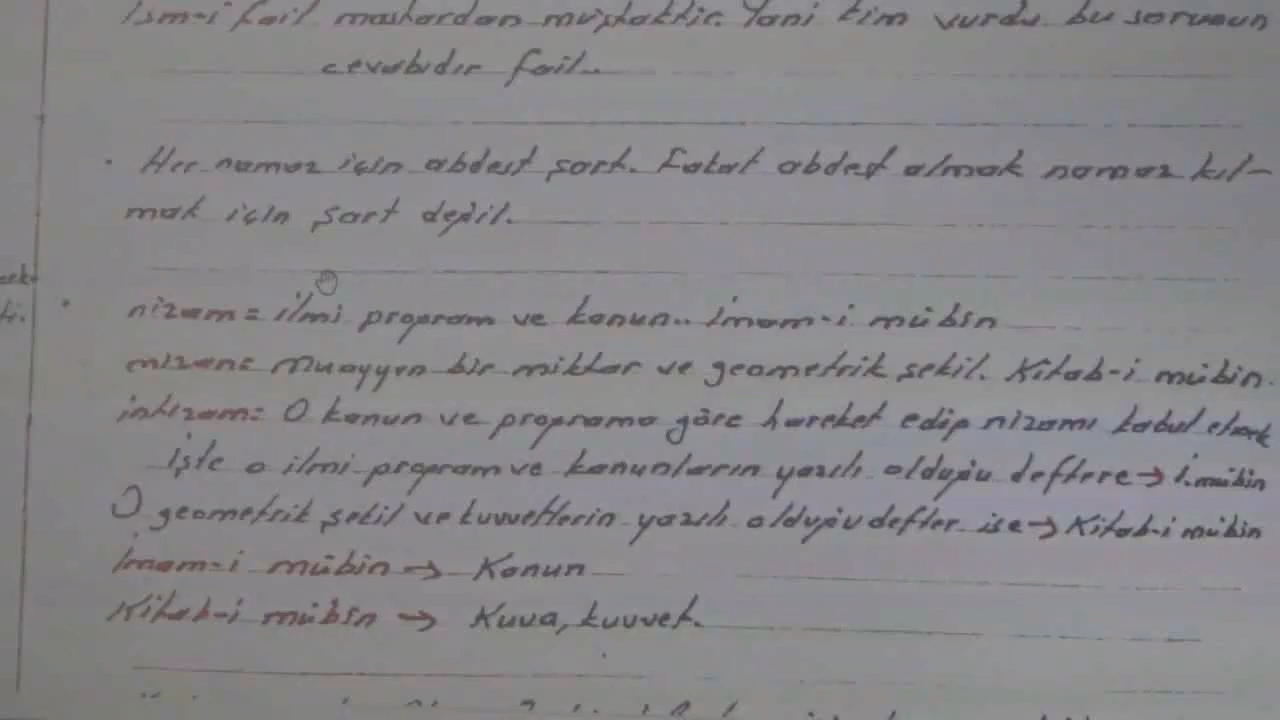 İsm-i fail mastardan müştaktır. Yani kim vurdu bu sorunun
cevabıdır fail..
· Her namaz için abdest şart. Fakat abdest almak namaz kıl-
mak için şart değil.
nizam = ilmi program ve kanun.. İmam-i mübin
mizan = Muayyen bir miktar ve geometrik şekil. Kitab-i mübin.
intizam = O kanun ve programa göre hareket edip nizamı kabul etmek
İşte o ilmi program ve kanunların yazılı olduğu deftere → İ.mübin
O geometrik şekil ve kuvvetlerin yazılı olduğu defter ise → Kitab-i mübin
İmam-i mübin → Kanun
Kitab-i mübin → Kuva, kuvvet.